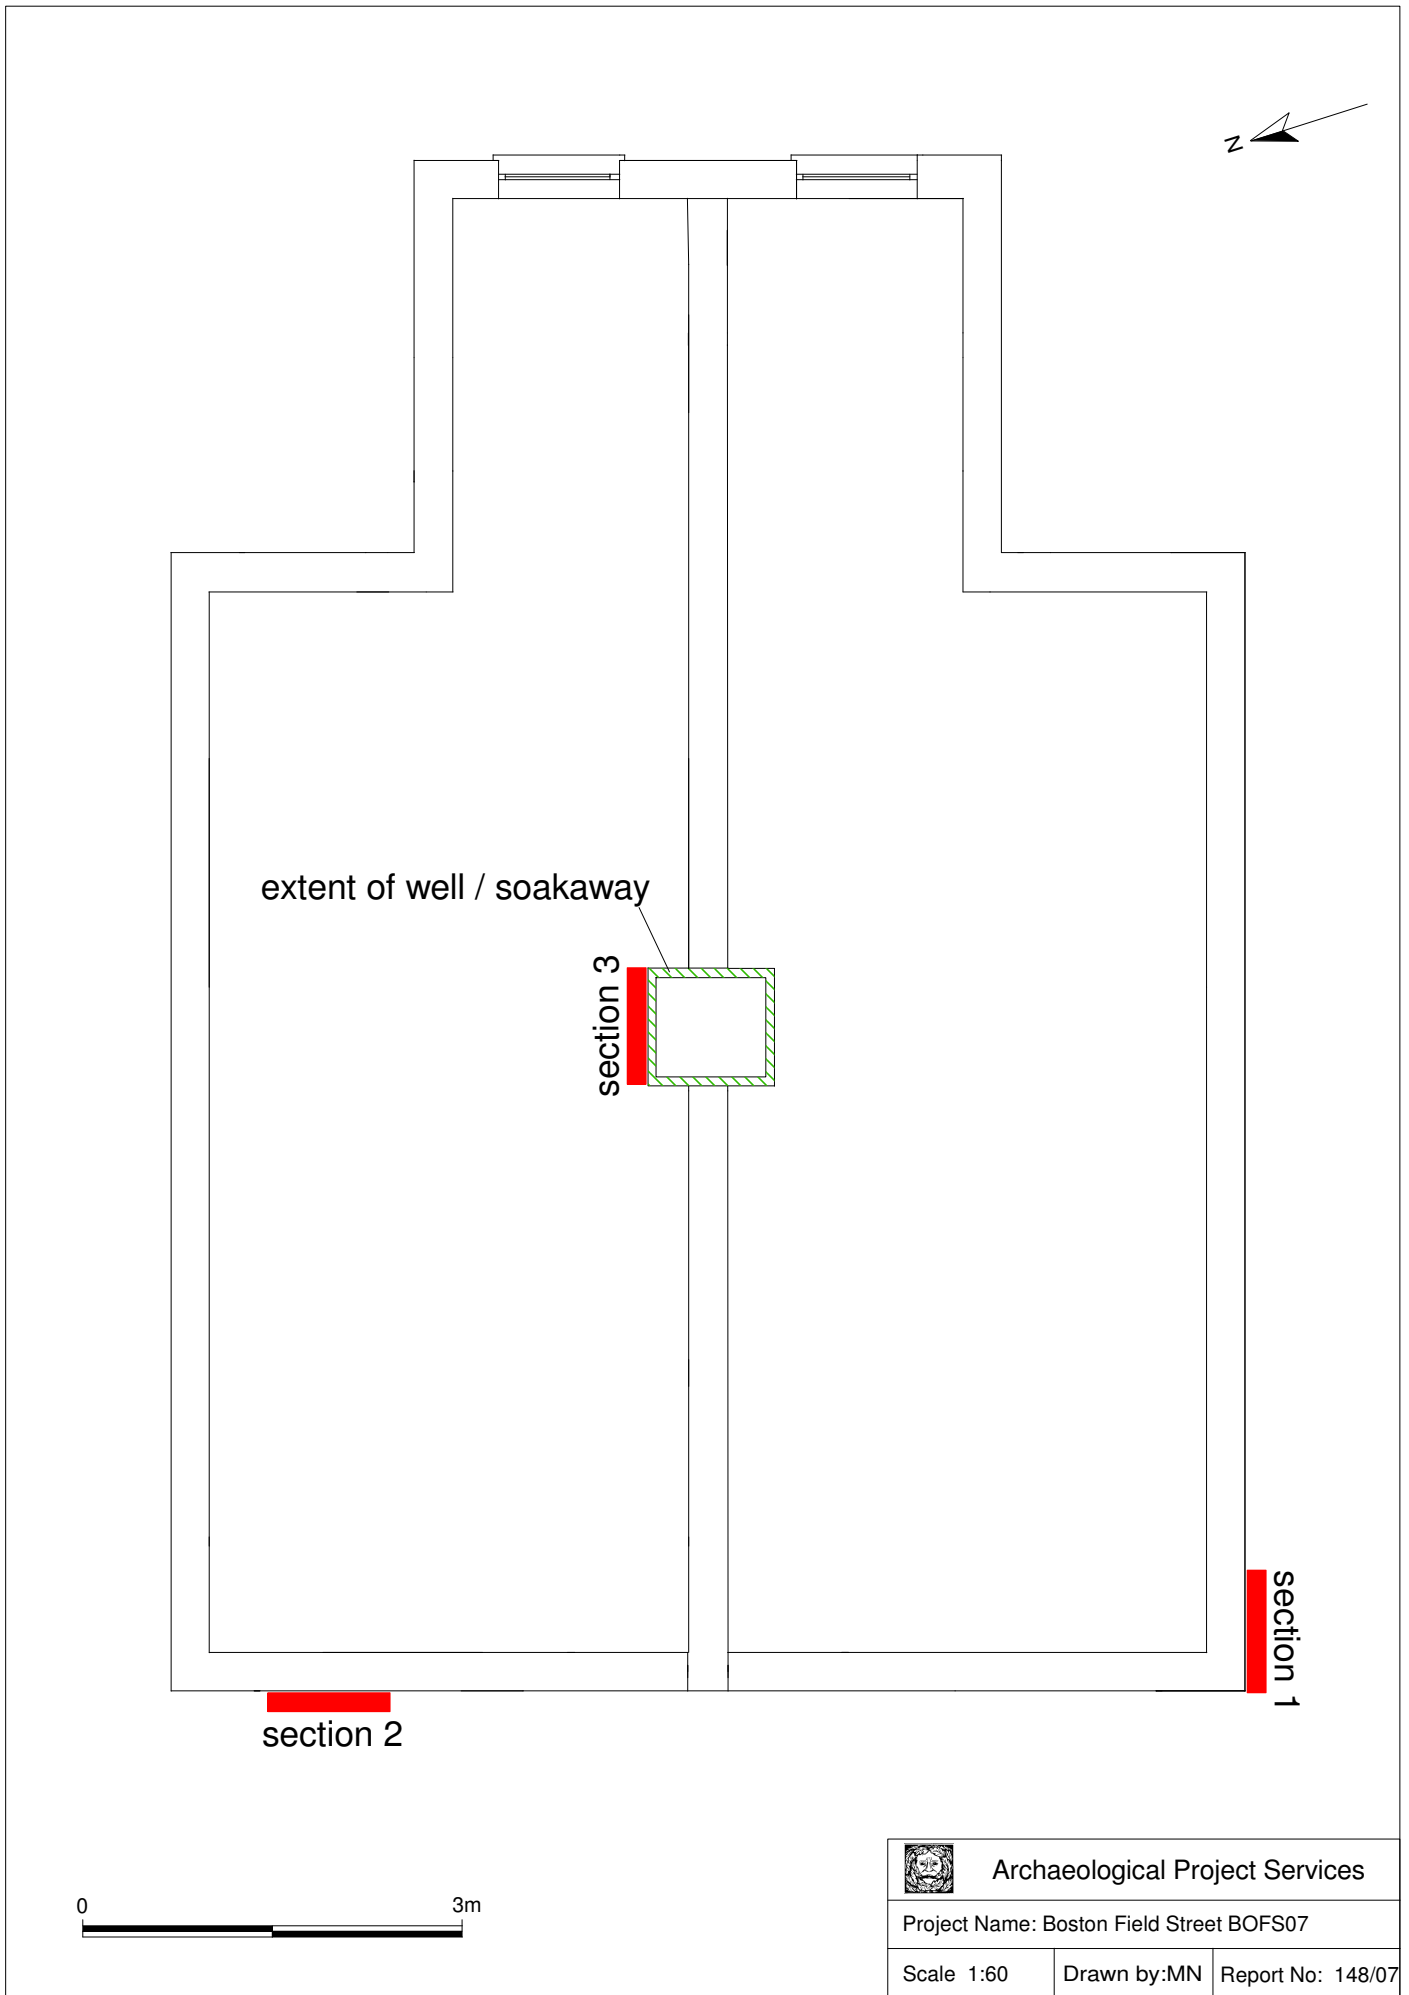 N
extent of well / soakaway
section 3
section 1
section 2
0 3m
Archaeological Project Services
Project Name: Boston Field Street BOFS07
Scale 1:60 Drawn by:MN Report No: 148/07